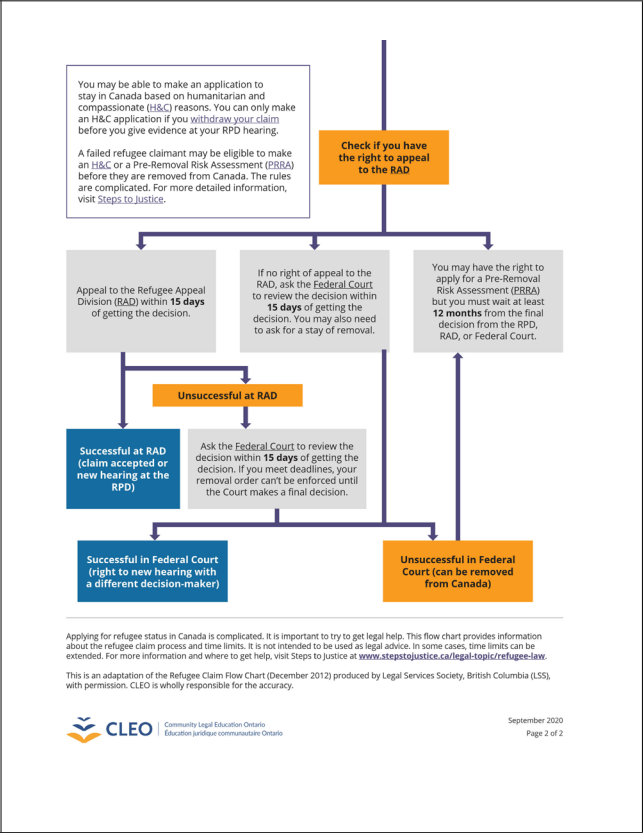 You may be able to make an application to
stay in Canada based on humanitarian and
compassionate (H&C) reasons. You can only make
an H&C application if you withdraw your claim
before you give evidence at your RPD hearing.
A failed refugee claimant may be eligible to make
an H&C or a Pre-Removal Risk Assessment (PRRA)
before they are removed from Canada. The rules
are complicated. For more detailed information,
visit Steps to Justice.
Check if you have
the right to appeal
to the RAD
Appeal to the Refugee Appeal
Division (RAD) within 15 days
of getting the decision.
If no right of appeal to the
RAD, ask the Federal Court
to review the decision within
15 days of getting the
decision. You may also need
to ask for a stay of removal.
You may have the right to
apply for a Pre-Removal
Risk Assessment (PRRA)
but you must wait at least
12 months from the final
decision from the RPD,
RAD, or Federal Court.
Unsuccessful at RAD
Successful at RAD
(claim accepted or
new hearing at the
RPD)
Ask the Federal Court to review the
decision within 15 days of getting the
decision. If you meet deadlines, your
removal order can't be enforced until
the Court makes a final decision.
Successful in Federal Court
(right to new hearing with
a different decision-maker)
Unsuccessful in Federal
Court (can be removed
from Canada)
Applying for refugee status in Canada is complicated. It is important to try to get legal help. This flow chart provides information
about the refugee claim process and time limits. It is not intended to be used as legal advice. In some cases, time limits can be
extended. For more information and where to get help, visit Steps to Justice at www.stepstojustice.ca/legal-topic/refugee-law.
This is an adaptation of the Refugee Claim Flow Chart (December 2012) produced by Legal Services Society, British Columbia (LSS),
with permission. CLEO is wholly responsible for the accuracy.
CLEO
Community Legal Education Ontario
Éducation juridique communautaire Ontario
September 2020
Page 2 of 2